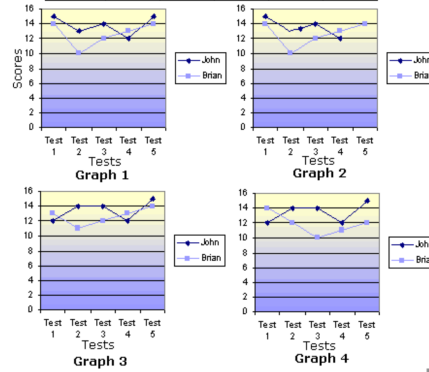 16
14
12
10
8
6
4
2
0
Scores
Test 1
Test 2
Test 3
Test 4
Test 5
Tests
John
Brian
Graph 1
16
14
12
10
8
6
4
2
0
Test 1
Test 2
Test 3
Test 4
Test 5
Tests
John
Bria
Graph 2
16
14
12
10
8
6
4
2
0
Test 1
Test 2
Test 3
Test 4
Test 5
Tests
John
Brian
Graph 3
16
14
12
10
8
6
4
2
0
Test 1
Test 2
Test 3
Test 4
Test 5
Tests
John
Bria
Graph 4